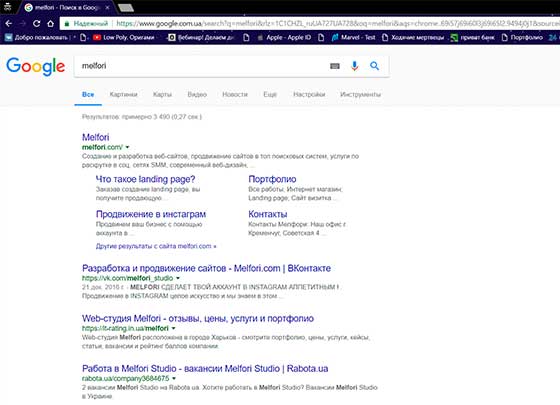 melfori - Поиск в Google
Надежный https://www.google.com.ua/search?q=melfori&rlz=1C1CHZL_ruUA727UA728&oq=melfori&aqs=chrome..69i57j69i60l3j69i65l2.9494j0j1&sourceid
Добро пожаловать! Low Poly, Оригами Вебинар! Делаем ди Apple - Apple ID Marvel - Test Ходячие мертвецы приват банк Портфолио 24
Google melfori
Все Картинки Карты Видео Новости Ещё Настройки Инструменты
Результатов: примерно 3 490 (0,27 сек.)
Melfori
melfori.com/
Создание и разработка веб-сайтов, продвижение сайтов в топ поисковых систем, услуги по
раскрутке в соц. сетях SMM, современный веб-дизайн, ...
Что такое landing page? Портфолио
Заказав создание landing page, вы Все работы. Интернет магазин;
получите продающую ... Landing page; Сайт визитка ...
Продвижение в инстаграм Контакты
Продвинем ваш бизнес с помощью Контакты Мелфори: Наш офис г.
аккаунта в ... Кременчуг, Советская 4 ...
Другие результаты с сайта melfori.com »
Разработка и продвижение сайтов - Melfori.com | ВКонтакте
https://vk.com/melfori_studio
21 дек. 2016 г. - MELFORI СДЕЛАЕТ ТВОЙ АККАУНТ В INSTAGRAM АППЕТИТНЫМ !
Продвижение в INSTAGRAM целое искусство и мы знаем в этом ...
Web-студия Melfori - отзывы, цены, услуги и портфолио
https://it-rating.in.ua/melfori
Web-студия Melfori расположена в городе Харьков - смотрите портфолио, цены, услуги, кейсы,
статьи, вакансии и рейтинг баллов компании.
Работа в Melfori Studio - вакансии Melfori Studio | Rabota.ua
rabota.ua/company3684675
2 вакансии Melfori Studio на Rabota.ua. Хотите работать в Melfori Studio? Вакансии Melfori Studio
в Украине.